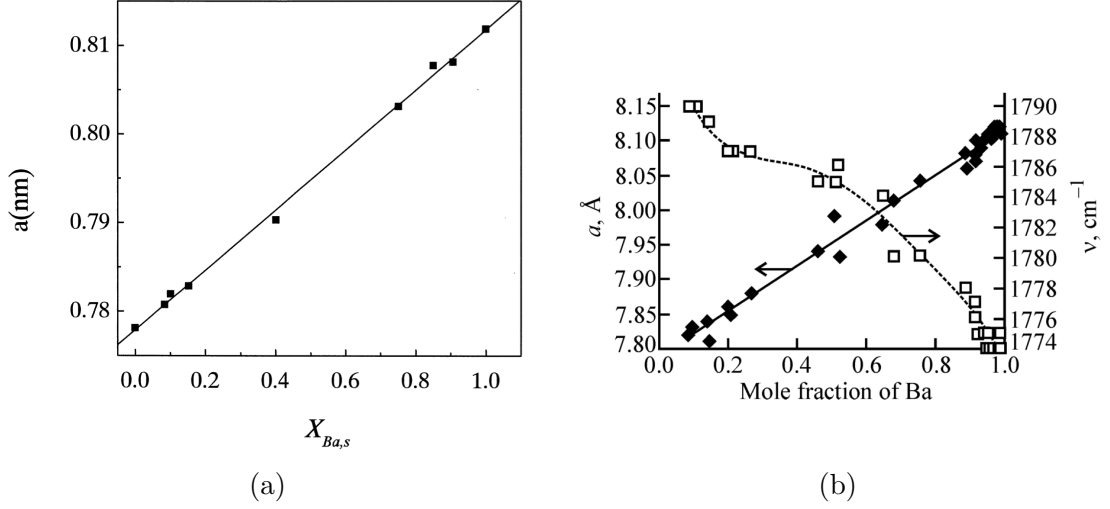 a(nm)
0.81
0.80
0.79
0.78
0.0 0.2 0.4 0.6 0.8 1.0
X_{Ba,s}
(a)
a, Å
8.15
8.10
8.05
8.00
7.95
7.90
7.85
7.80
0.0 0.2 0.4 0.6 0.8 1.0
Mole fraction of Ba
1790
1788
1786
1784
1782
1780
1778
1776
1774
ν, cm⁻¹
(b)